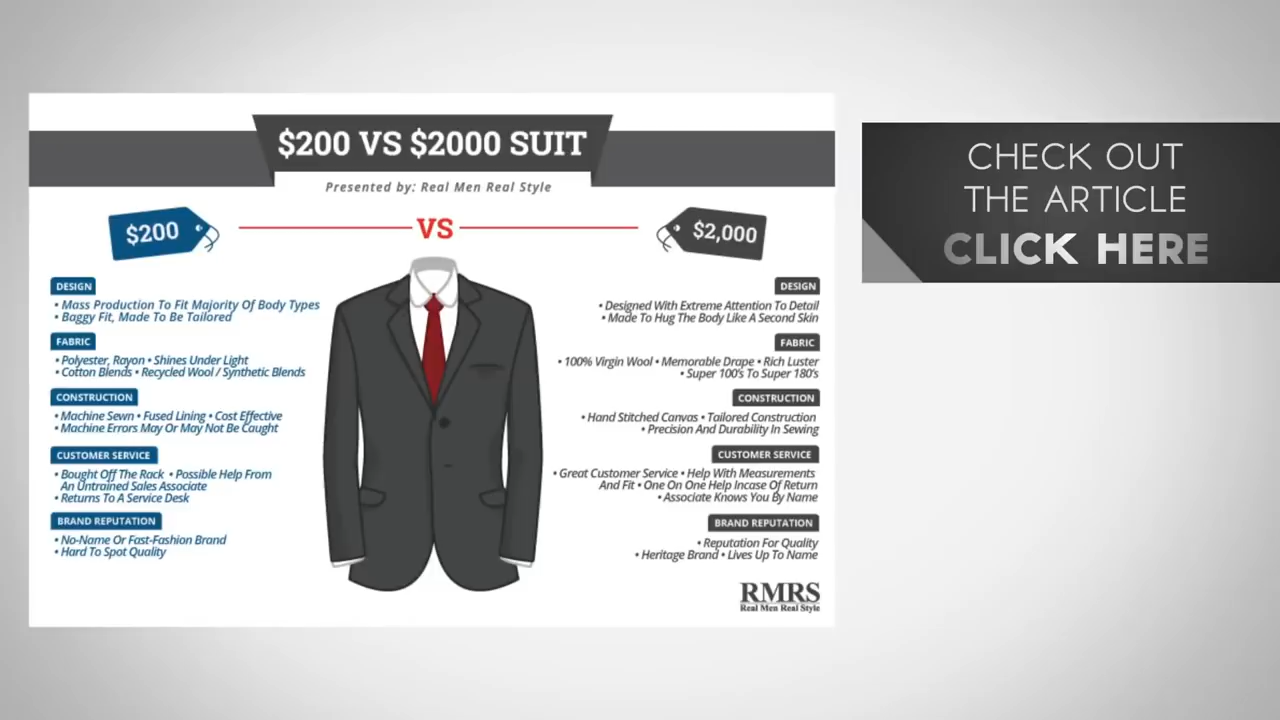 $200 VS $2000 SUIT
Presented by: Real Men Real Style
$200
VS
$2,000
DESIGN
• Mass Production To Fit Majority Of Body Types
• Baggy Fit, Made To Be Tailored
FABRIC
• Polyester, Rayon • Shines Under Light
• Cotton Blends • Recycled Wool / Synthetic Blends
CONSTRUCTION
• Machine Sewn • Fused Lining • Cost Effective
• Machine Errors May Or May Not Be Caught
CUSTOMER SERVICE
• Bought Off The Rack • Possible Help From
An Untrained Sales Associate
• Returns To A Service Desk
BRAND REPUTATION
• No-Name Or Fast-Fashion Brand
• Hard To Spot Quality
DESIGN
• Designed With Extreme Attention To Detail
• Made To Hug The Body Like A Second Skin
FABRIC
• 100% Virgin Wool • Memorable Drape • Rich Luster
• Super 100's To Super 180's
CONSTRUCTION
• Hand Stitched Canvas • Tailored Construction
• Precision And Durability In Sewing
CUSTOMER SERVICE
• Great Customer Service • Help With Measurements
And Fit • One On One Help Incase Of Return
• Associate Knows You By Name
BRAND REPUTATION
• Reputation For Quality
• Heritage Brand • Lives Up To Name
RMRS
Real Men Real Style
CHECK OUT
THE ARTICLE
CLICK HERE